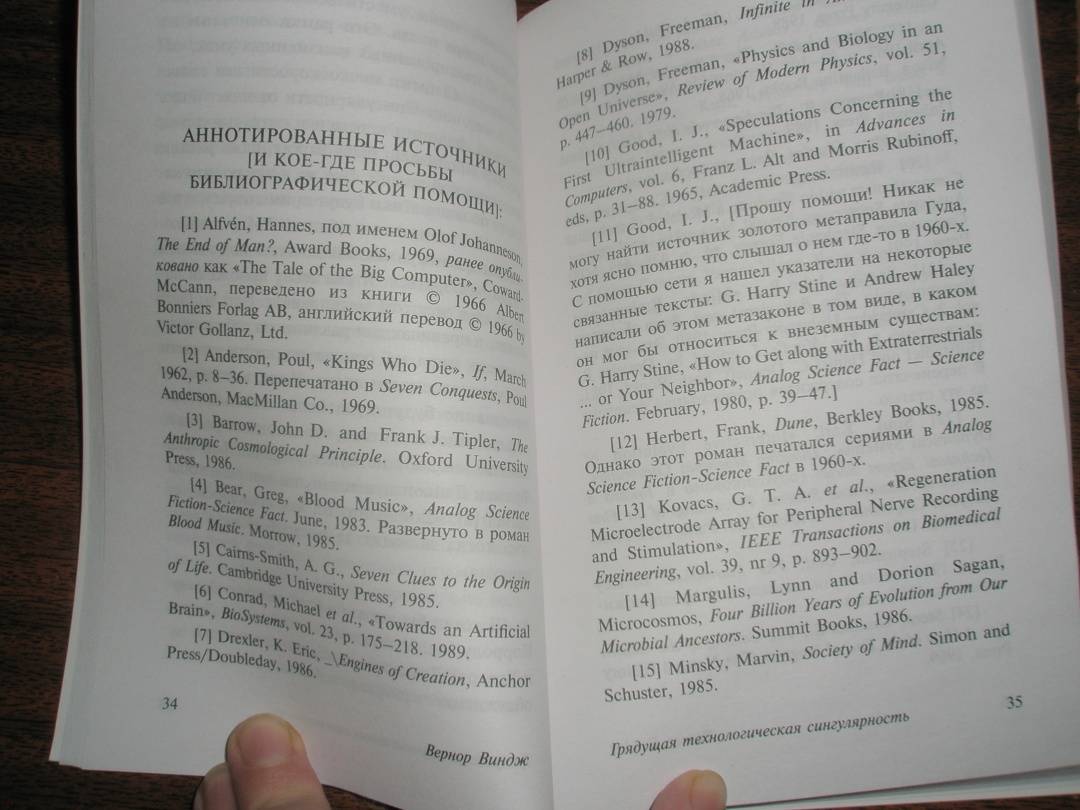 АННОТИРОВАННЫЕ ИСТОЧНИКИ
[И КОЕ-ГДЕ ПРОСЬБЫ
БИБЛИОГРАФИЧЕСКОЙ ПОМОЩИ]:
[1] Alfvén, Hannes, под именем Olof Johanneson,
The End of Man?, Award Books, 1969, ранее опубли-
ковано как «The Tale of the Big Computer», Coward-
McCann, переведено из книги © 1966 Albert
Bonniers Forlag AB, английский перевод © 1966 by
Victor Gollanz, Ltd.
[2] Anderson, Poul, «Kings Who Die», If, March
1962, p. 8–36. Перепечатано в Seven Conquests, Poul
Anderson, MacMillan Co., 1969.
[3] Barrow, John D. and Frank J. Tipler, The
Anthropic Cosmological Principle. Oxford University
Press, 1986.
[4] Bear, Greg, «Blood Music», Analog Science
Fiction-Science Fact. June, 1983. Развернуто в роман
Blood Music. Morrow, 1985.
[5] Cairns-Smith, A. G., Seven Clues to the Origin
of Life. Cambridge University Press, 1985.
[6] Conrad, Michael et al., «Towards an Artificial
Brain», BioSystems, vol. 23, p. 175–218. 1989.
[7] Drexler, K. Eric, _\Engines of Creation, Anchor
Press/Doubleday, 1986.
34
Вернор Виндж
[8] Dyson, Freeman, Infinite in
Harper & Row, 1988.
[9] Dyson, Freeman, «Physics and Biology in an
Open Universe», Review of Modern Physics, vol. 51,
p. 447–460. 1979.
[10] Good, I. J., «Speculations Concerning the
First Ultraintelligent Machine», in Advances in
Computers, vol. 6, Franz L. Alt and Morris Rubinoff,
eds, p. 31–88. 1965, Academic Press.
[11] Good, I. J., [Прошу помощи! Никак не
могу найти источник золотого метаправила Гуда,
хотя ясно помню, что слышал о нем где-то в 1960-х.
С помощью сети я нашел указатели на некоторые
связанные тексты: G. Harry Stine и Andrew Haley
написали об этом метазаконе в том виде, в каком
он мог бы относиться к внеземным существам:
G. Harry Stine, «How to Get along with Extraterrestrials
... or Your Neighbor», Analog Science Fact — Science
Fiction. February, 1980, p. 39–47.]
[12] Herbert, Frank, Dune, Berkley Books, 1985.
Однако этот роман печатался сериями в Analog
Science Fiction-Science Fact в 1960-х.
[13] Kovacs, G. T. A. et al., «Regeneration
Microelectrode Array for Peripheral Nerve Recording
and Stimulation», IEEE Transactions on Biomedical
Engineering, vol. 39, nr 9, p. 893–902.
[14] Margulis, Lynn and Dorion Sagan,
Microcosmos, Four Billion Years of Evolution from Our
Microbial Ancestors. Summit Books, 1986.
[15] Minsky, Marvin, Society of Mind. Simon and
Schuster, 1985.
Грядущая технологическая сингулярность
35